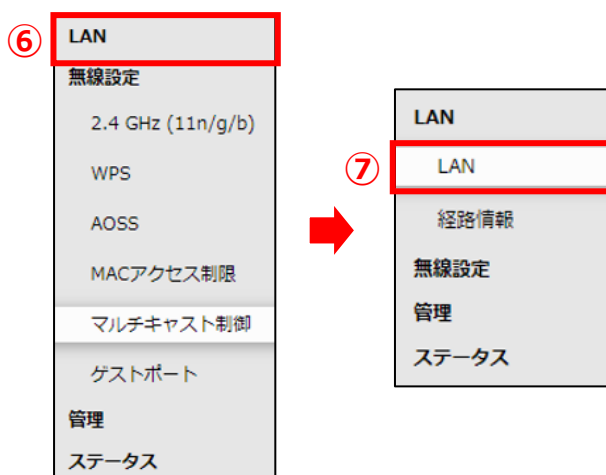 ⑥
LAN
無線設定
2.4 GHz (11n/g/b)
WPS
AOSS
MACアクセス制限
マルチキャスト制御
ゲストポート
管理
ステータス
LAN
⑦
LAN
経路情報
無線設定
管理
ステータス